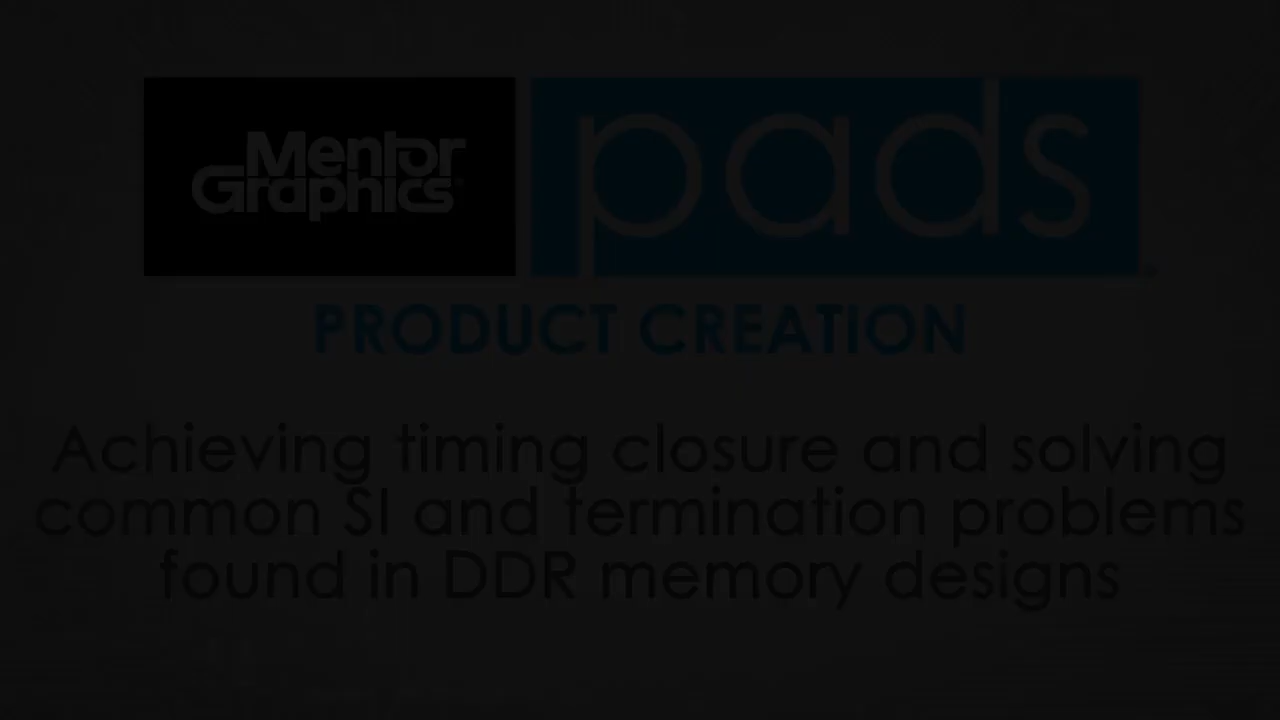 Mentor
Graphics
pads
PRODUCT CREATION
Achieving timing closure and solving
common SI and termination problems
found in DDR memory designs